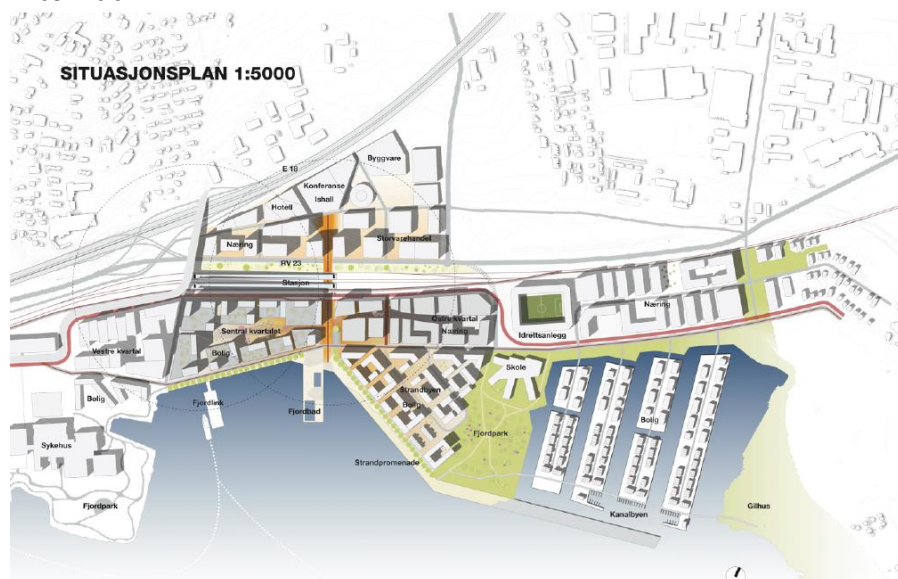 SITUASJONSPLAN 1:5000
Byggvare
E 18
Konferanse
Ishall
Hotell
Næring
Storvarehandel
RV 23
Stasjon
Næring
Østre kvartal
Næring
Idrettsanlegg
Sentral kvartalet
Vestre kvartal
Bolig
Skole
Strandbyen
Bolig
Bolig
Fjordlink
Fjordbad
Bolig
Fjordpark
Sykehus
Strandpromenade
Fjordpark
Kanalbyen
Gilhus